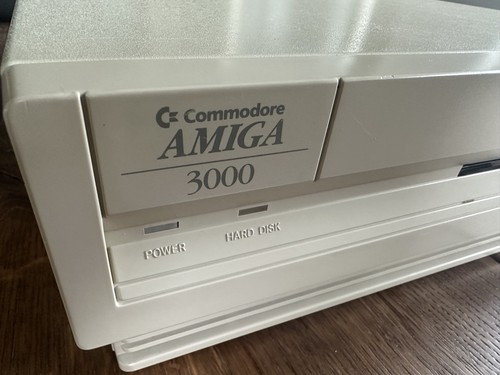 Commodore
AMIGA
3000
POWER
HARD DISK